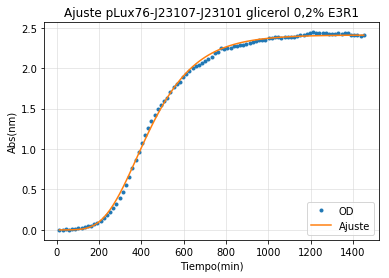 Ajuste pLux76-J23107-J23101 glicerol 0,2% E3R1
2.5
2.0
1.5
1.0
0.5
0.0
Abs(nm)
0 200 400 600 800 1000 1200 1400
Tiempo(min)
OD
Ajuste